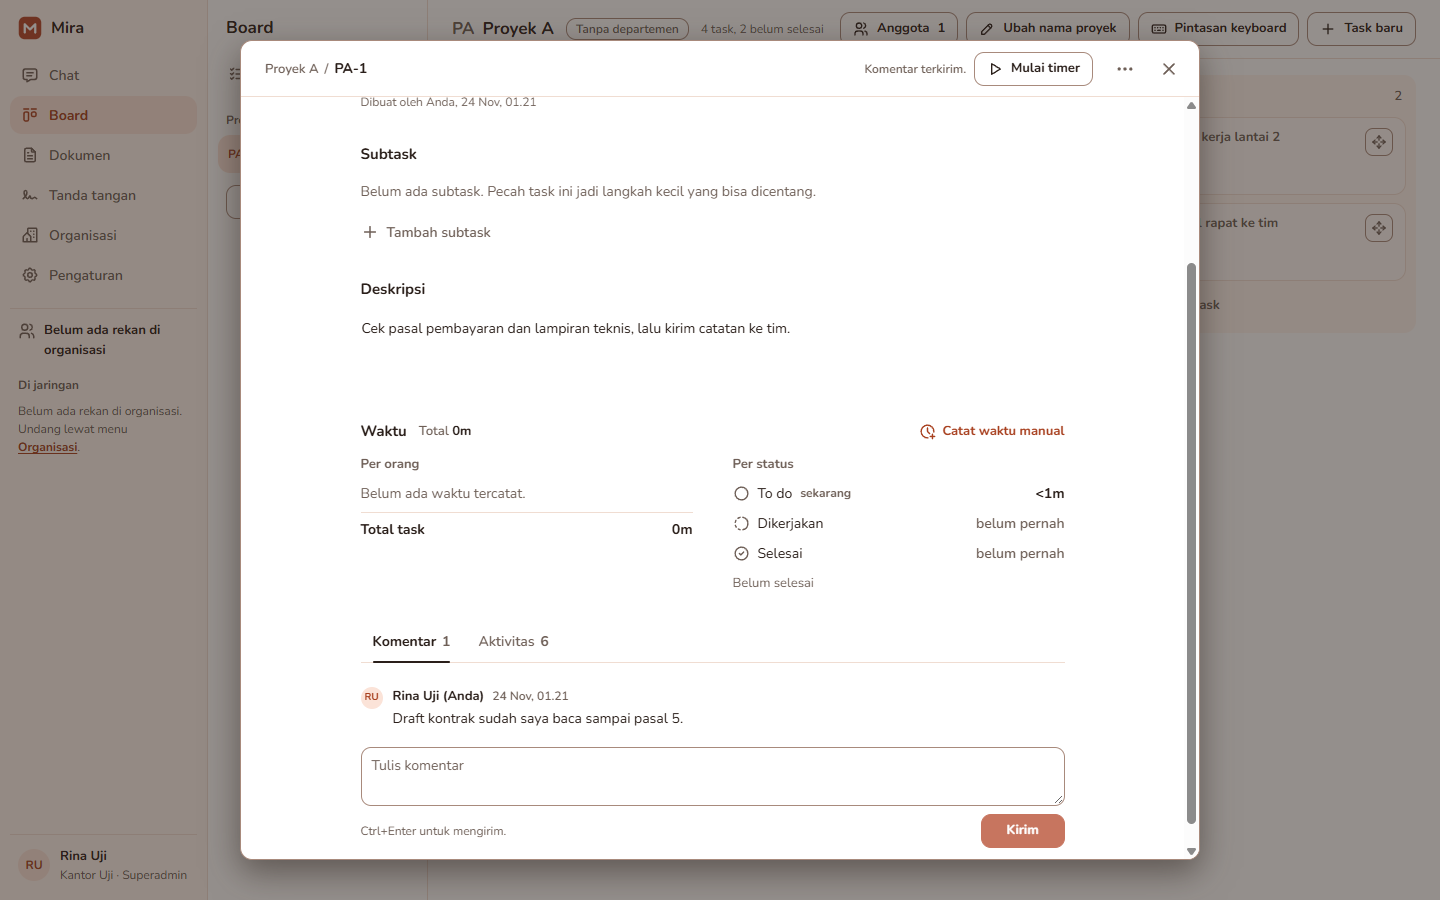 Mira
Chat
Board
Dokumen
Tanda tangan
Organisasi
Pengaturan
Belum ada rekan di
organisasi
Di jaringan
Belum ada rekan di organisasi.
Undang lewat menu
Organisasi.
RU
Rina Uji
Kantor Uji · Superadmin
Board
PA
PA Proyek A
Tanpa departemen
4 task, 2 belum selesai
Anggota 1
Ubah nama proyek
Pintasan keyboard
Task baru
2
kerja lantai 2
rapat ke tim
Proyek A / PA-1
Komentar terkirim.
Mulai timer
Dibuat oleh Anda, 24 Nov, 01.21
Subtask
Belum ada subtask. Pecah task ini jadi langkah kecil yang bisa dicentang.
Tambah subtask
Deskripsi
Cek pasal pembayaran dan lampiran teknis, lalu kirim catatan ke tim.
Waktu Total 0m
Catat waktu manual
Per orang
Belum ada waktu tercatat.
Total task 0m
Per status
To do sekarang <1m
Dikerjakan belum pernah
Selesai belum pernah
Belum selesai
Komentar 1
Aktivitas 6
RU
Rina Uji (Anda) 24 Nov, 01.21
Draft kontrak sudah saya baca sampai pasal 5.
Tulis komentar
Ctrl+Enter untuk mengirim.
Kirim